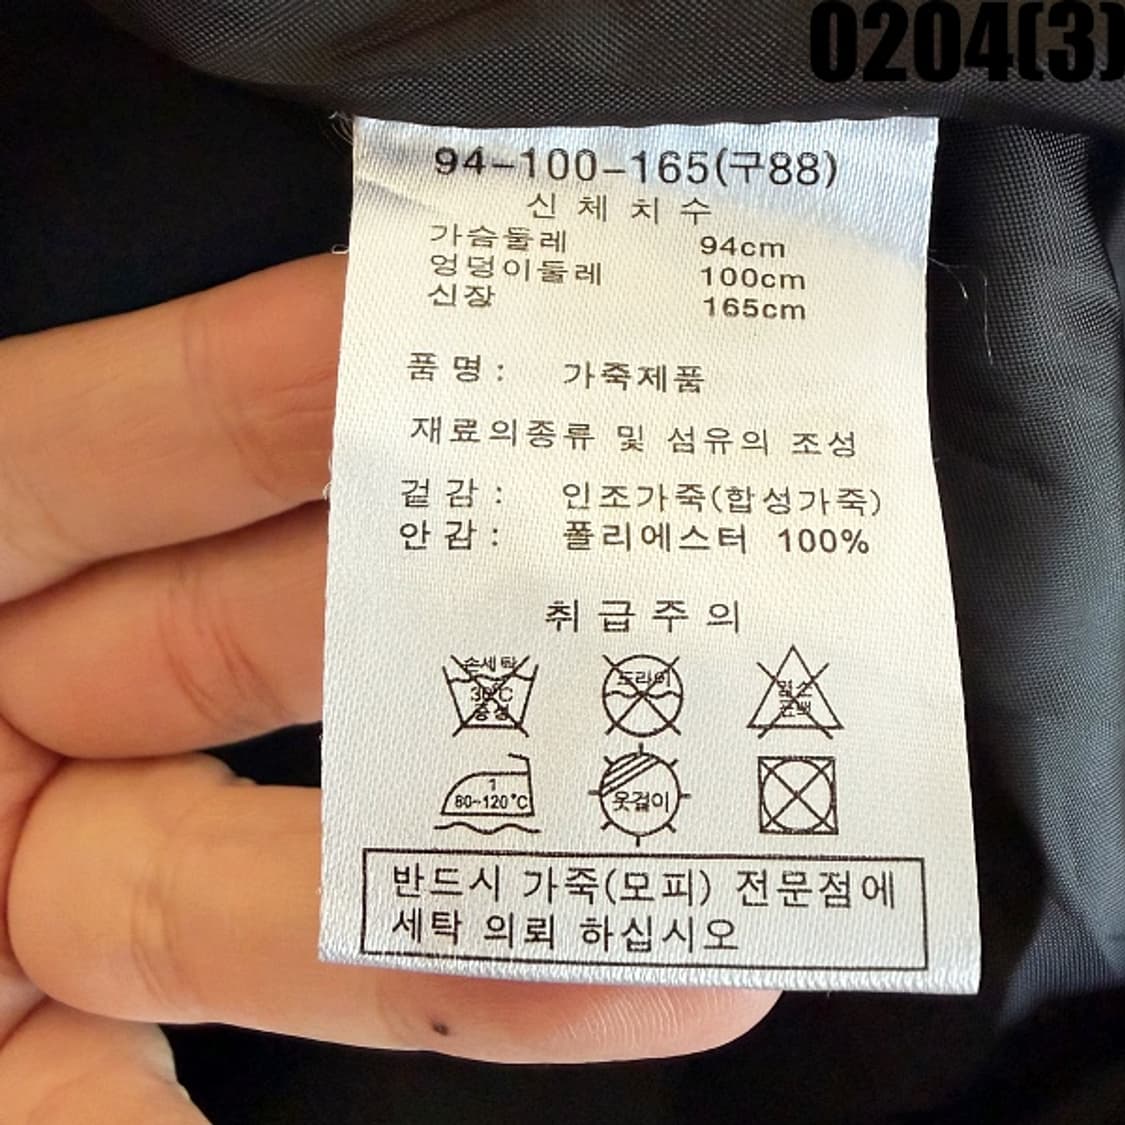 0204(3)
94-100-165(구88)
신 체 치 수
가슴둘레 94cm
엉덩이둘레 100cm
신장 165cm
품 명 : 가죽제품
재료의종류 및 섬유의 조성
겉 감 : 인조가죽(합성가죽)
안 감 : 폴리에스터 100%
취 급 주 의
손세탁 드라이 염소
30℃ 표백
중성
1 옷걸이
80~120℃
반드시 가죽(모피) 전문점에
세탁 의뢰 하십시오